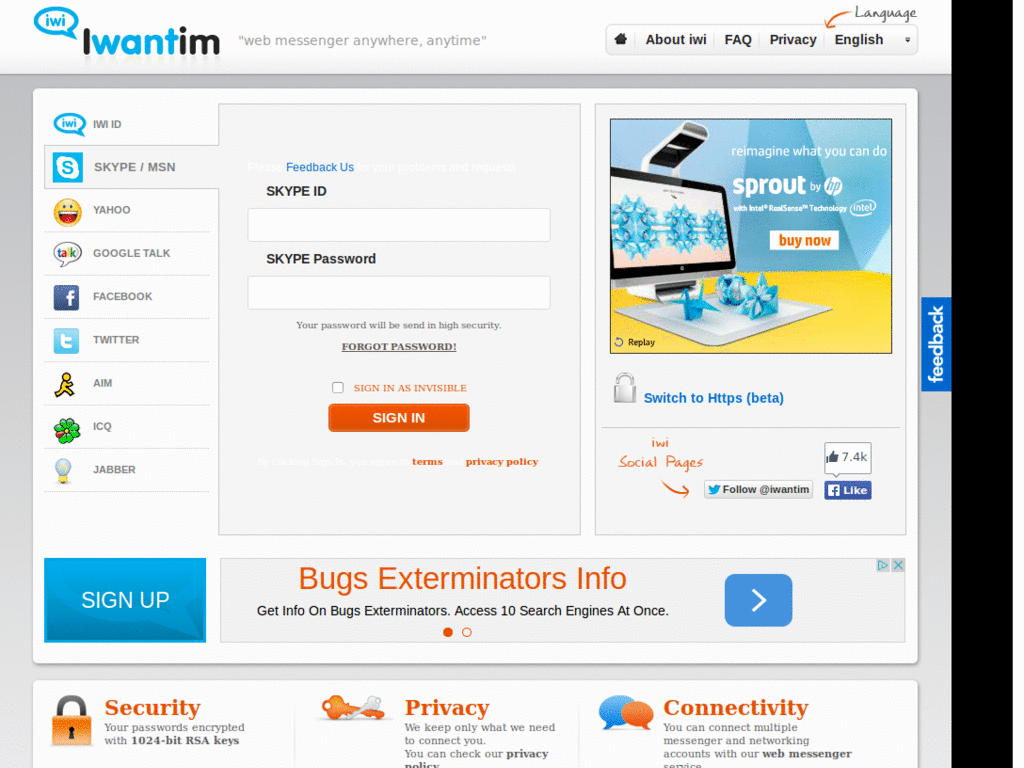 iwi
Iwantim
"web messenger anywhere, anytime"
Language
About iwi
FAQ
Privacy
English
iwi
IWI ID
SKYPE / MSN
YAHOO
talk
GOOGLE TALK
FACEBOOK
TWITTER
AIM
ICQ
JABBER
Please Feedback Us for your problems and requests
SKYPE ID
SKYPE Password
Your password will be send in high security.
FORGOT PASSWORD!
SIGN IN AS INVISIBLE
SIGN IN
By clicking Sign In, you agree to terms and privacy policy
reimagine what you can do
sprout by hp
with Intel® RealSense™ Technology intel
buy now
Replay
Switch to Https (beta)
iwi
Social Pages
Follow @iwantim
7.4k
Like
feedback
SIGN UP
Bugs Exterminators Info
Get Info On Bugs Exterminators. Access 10 Search Engines At Once.
Security
Your passwords encrypted
with 1024-bit RSA keys
Privacy
We keep only what we need
to connect you.
You can check our privacy
policy
Connectivity
You can connect multiple
messenger and networking
accounts with our web messenger
service